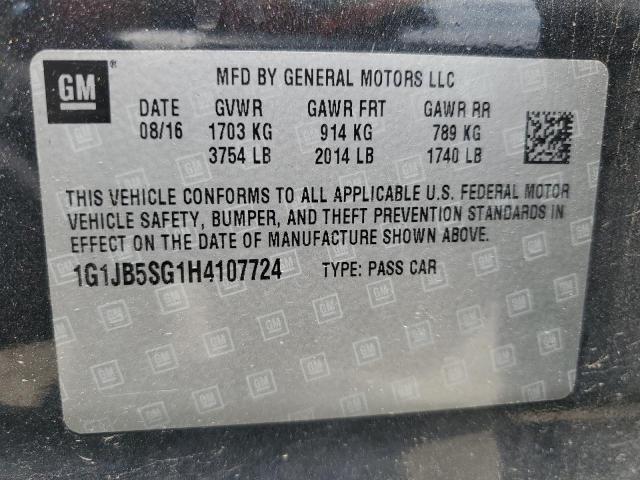 GM® MFD BY GENERAL MOTORS LLC
DATE GVWR GAWR FRT GAWR RR
08/16 1703 KG 914 KG 789 KG
3754 LB 2014 LB 1740 LB
THIS VEHICLE CONFORMS TO ALL APPLICABLE U.S. FEDERAL MOTOR
VEHICLE SAFETY, BUMPER, AND THEFT PREVENTION STANDARDS IN
EFFECT ON THE DATE OF MANUFACTURE SHOWN ABOVE.
1G1JB5SG1H4107724 TYPE: PASS CAR